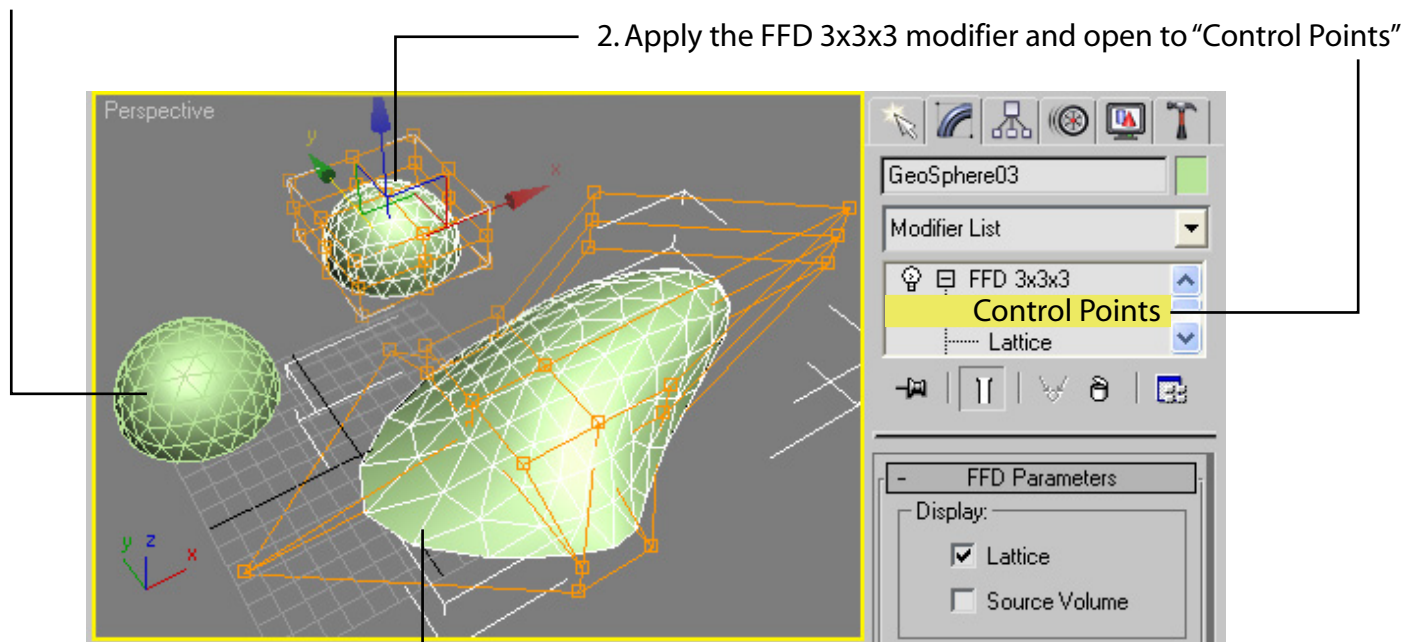 2. Apply the FFD 3x3x3 modifier and open to “Control Points”
Perspective
y
x
y z x
GeoSphere03
Modifier List
FFD 3x3x3
Control Points
Lattice
- FFD Parameters
Display:
Lattice
Source Volume